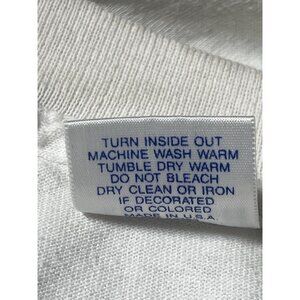 TURN INSIDE OUT
MACHINE WASH WARM
TUMBLE DRY WARM
DO NOT BLEACH
DRY CLEAN OR IRON
IF DECORATED
OR COLORED
MADE IN U.S.A